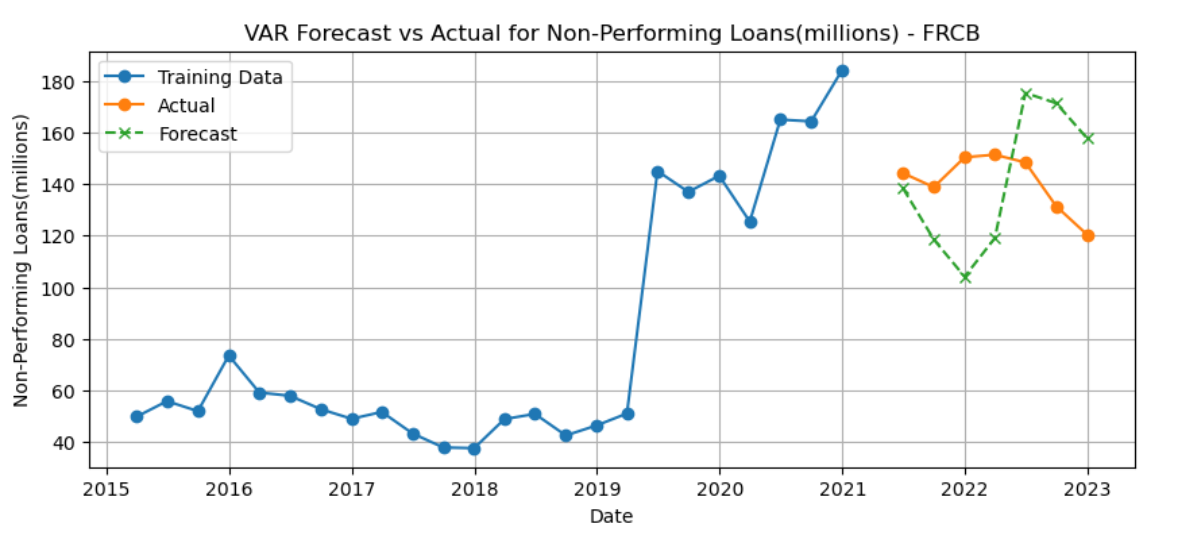 VAR Forecast vs Actual for Non-Performing Loans(millions) - FRCB
Training Data
Actual
Forecast
Non-Performing Loans(millions)
180
160
140
120
100
80
60
40
2015 2016 2017 2018 2019 2020 2021 2022 2023
Date